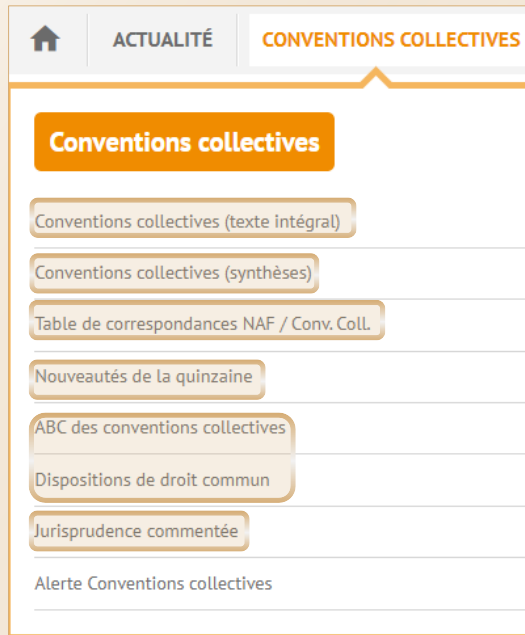 ACTUALITÉ CONVENTIONS COLLECTIVES
Conventions collectives
Conventions collectives (texte intégral)
Conventions collectives (synthèses)
Table de correspondances NAF / Conv. Coll.
Nouveautés de la quinzaine
ABC des conventions collectives
Dispositions de droit commun
Jurisprudence commentée
Alerte Conventions collectives